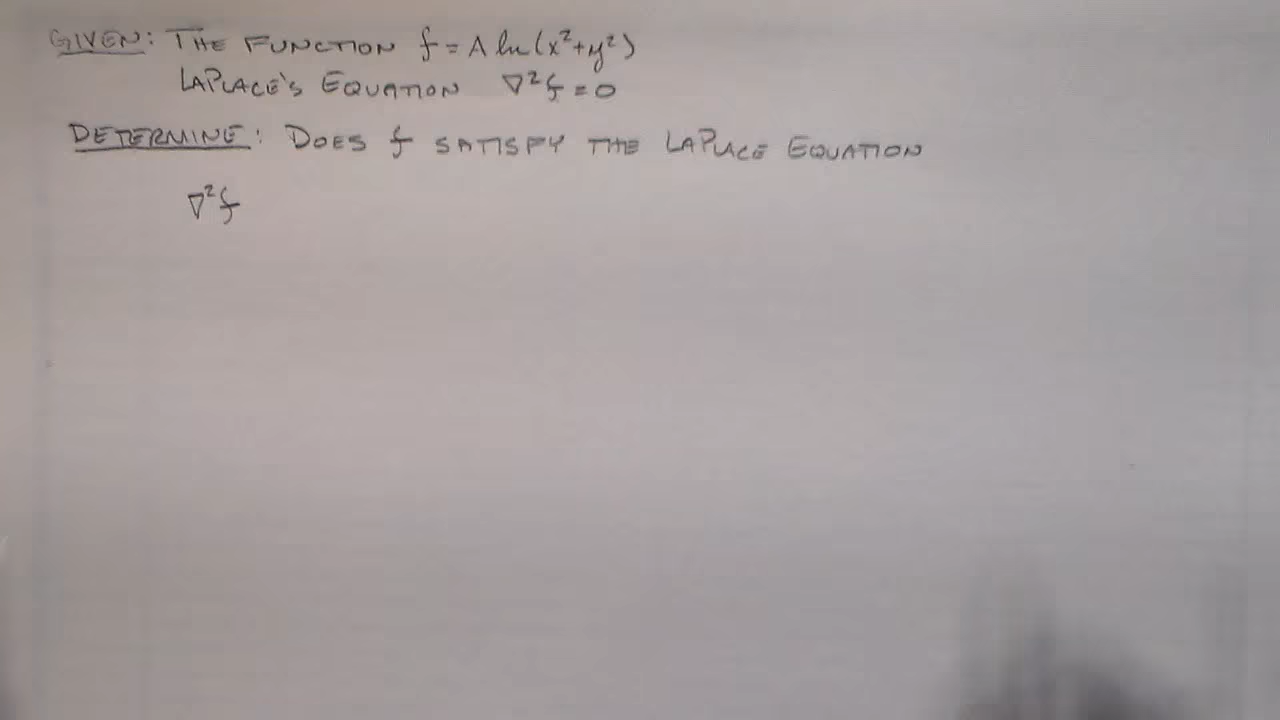 GIVEN: THE FUNCTION f = A ln(x²+y²)
LAPLACE'S EQUATION ∇²f = 0
DETERMINE: DOES f SATISFY THE LAPLACE EQUATION
∇²f